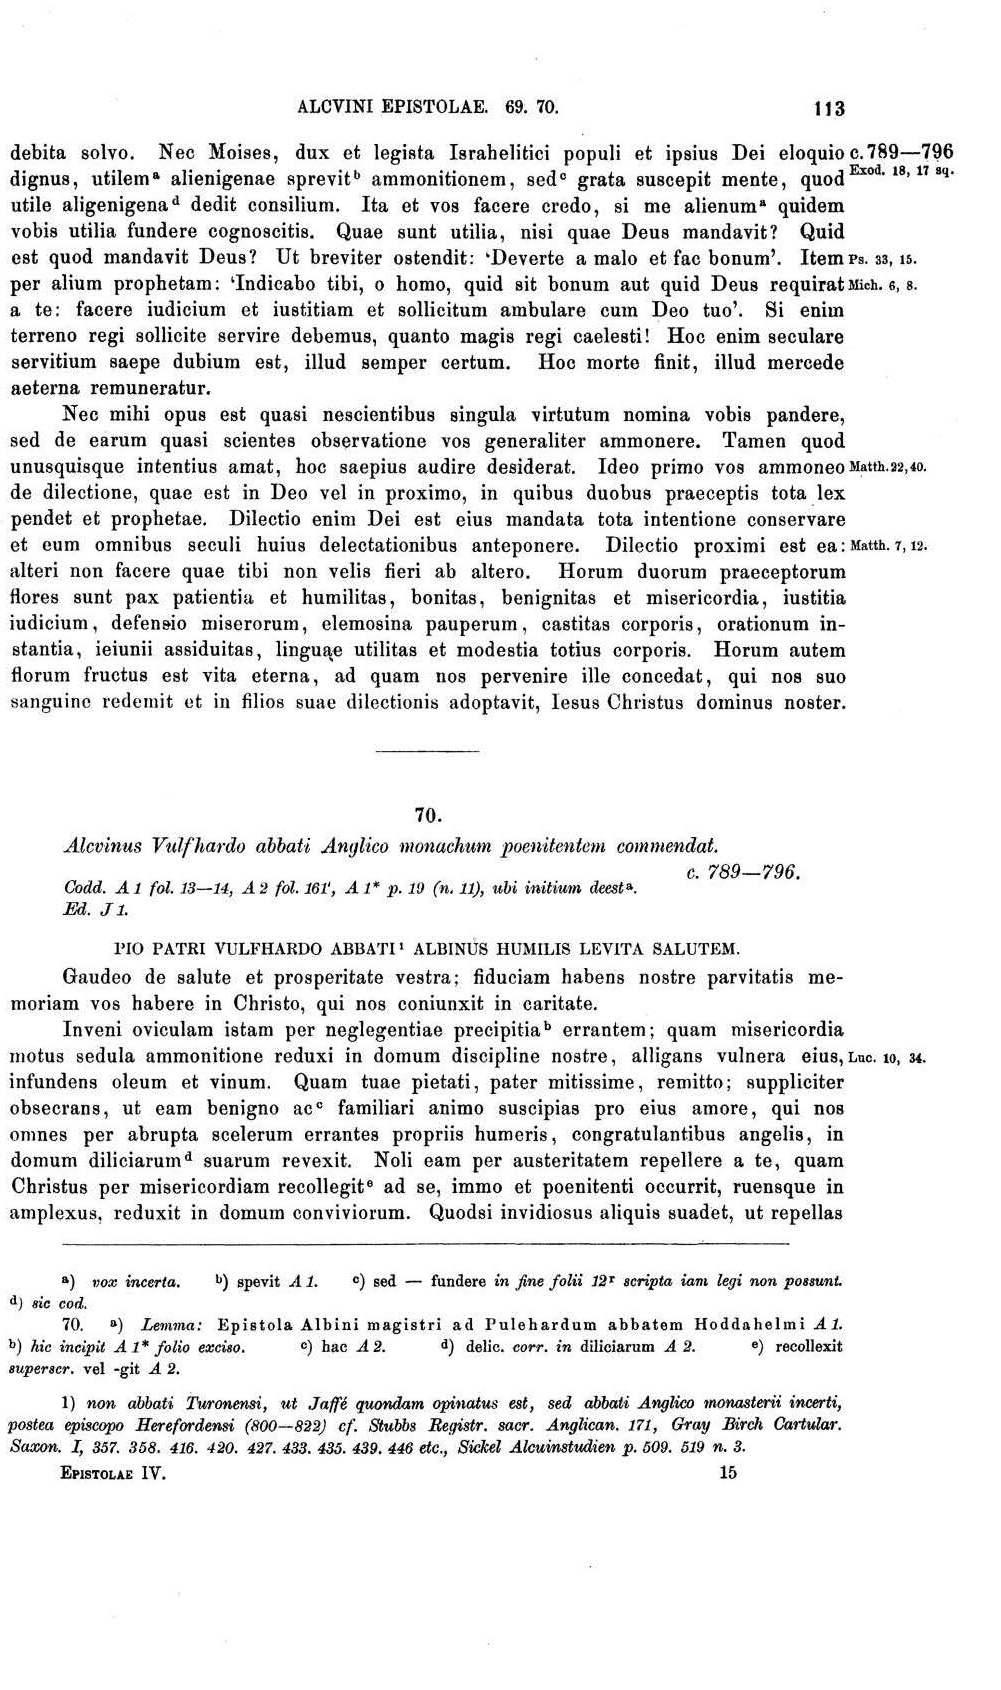 ALCVINI EPISTOLAE. 69. 70. 113
debita solvo. Nec Moises, dux et legista Israhelitici populi et ipsius Dei eloquio c. 789—796
dignus, utilemᵃ alienigenae sprevitᵇ ammonitionem, sedᶜ grata suscepit mente, quod Exod. 18, 17 sq.
utile aligenigenaᵈ dedit consilium. Ita et vos facere credo, si me alienumᵃ quidem
vobis utilia fundere cognoscitis. Quae sunt utilia, nisi quae Deus mandavit? Quid
est quod mandavit Deus? Ut breviter ostendit: ‘Deverte a malo et fac bonum’. Item Ps. 33, 15.
per alium prophetam: ‘Indicabo tibi, o homo, quid sit bonum aut quid Deus requirat Mich. 6, 8.
a te: facere iudicium et iustitiam et sollicitum ambulare cum Deo tuo’. Si enim
terreno regi sollicite servire debemus, quanto magis regi caelesti! Hoc enim seculare
servitium saepe dubium est, illud semper certum. Hoc morte finit, illud mercede
aeterna remuneratur.
Nec mihi opus est quasi nescientibus singula virtutum nomina vobis pandere,
sed de earum quasi scientes observatione vos generaliter ammonere. Tamen quod
unusquisque intentius amat, hoc saepius audire desiderat. Ideo primo vos ammoneo Matth. 22, 40.
de dilectione, quae est in Deo vel in proximo, in quibus duobus praeceptis tota lex
pendet et prophetae. Dilectio enim Dei est eius mandata tota intentione conservare
et eum omnibus seculi huius delectationibus anteponere. Dilectio proximi est ea: Matth. 7, 12.
alteri non facere quae tibi non velis fieri ab altero. Horum duorum praeceptorum
flores sunt pax patientia et humilitas, bonitas, benignitas et misericordia, iustitia
iudicium, defensio miserorum, elemosina pauperum, castitas corporis, orationum in-
stantia, ieiunii assiduitas, linguąe utilitas et modestia totius corporis. Horum autem
florum fructus est vita eterna, ad quam nos pervenire ille concedat, qui nos suo
sanguine redemit et in filios suae dilectionis adoptavit, Iesus Christus dominus noster.
70.
Alcvinus Vulfhardo abbati Anglico monachum poenitentem commendat.
c. 789—796.
Codd. A 1 fol. 13—14, A 2 fol. 161', A 1* p. 19 (n. 11), ubi initium deestᵃ.
Ed. J 1.
PIO PATRI VULFHARDO ABBATI¹ ALBINUS HUMILIS LEVITA SALUTEM.
Gaudeo de salute et prosperitate vestra; fiduciam habens nostre parvitatis me-
moriam vos habere in Christo, qui nos coniunxit in caritate.
Inveni oviculam istam per neglegentiae precipitiaᵇ errantem; quam misericordia
motus sedula ammonitione reduxi in domum discipline nostre, alligans vulnera eius, Luc. 10, 34.
infundens oleum et vinum. Quam tuae pietati, pater mitissime, remitto; suppliciter
obsecrans, ut eam benigno acᶜ familiari animo suscipias pro eius amore, qui nos
omnes per abrupta scelerum errantes propriis humeris, congratulantibus angelis, in
domum diliciarumᵈ suarum revexit. Noli eam per austeritatem repellere a te, quam
Christus per misericordiam recollegitᵉ ad se, immo et poenitenti occurrit, ruensque in
amplexus, reduxit in domum conviviorum. Quodsi invidiosus aliquis suadet, ut repellas
a) vox incerta. b) spevit A 1. c) sed — fundere in fine folii 12ʳ scripta iam legi non possunt.
d) sic cod.
70. a) Lemma: Epistola Albini magistri ad Pulehardum abbatem Hoddahelmi A 1.
b) hic incipit A 1* folio exciso. c) hac A 2. d) delic. corr. in diliciarum A 2. e) recollexit
superscr. vel -git A 2.
1) non abbati Turonensi, ut Jaffé quondam opinatus est, sed abbati Anglico monasterii incerti,
postea episcopo Herefordensi (800—822) cf. Stubbs Registr. sacr. Anglican. 171, Gray Birch Cartular.
Saxon. I, 357. 358. 416. 420. 427. 433. 435. 439. 446 etc., Sickel Alcuinstudien p. 509. 519 n. 3.
EPISTOLAE IV. 15